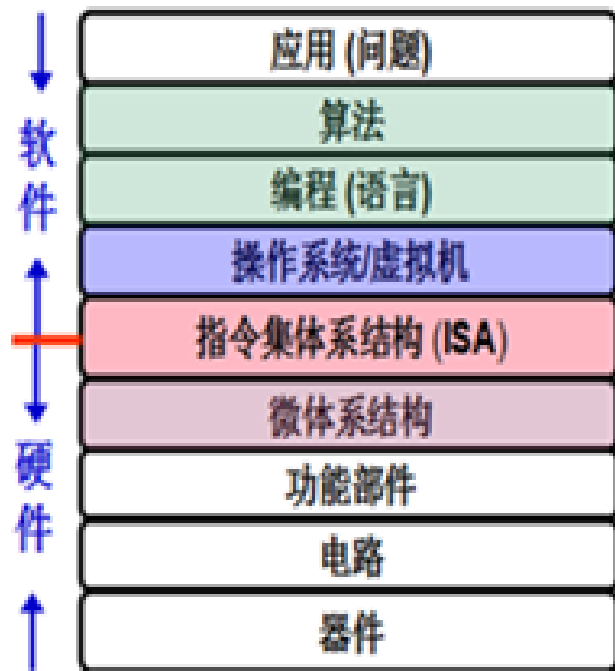 应用 (问题)
算法
编程 (语言)
操作系统/虚拟机
指令集体系结构 (ISA)
微体系结构
功能部件
电路
器件
软件
硬件